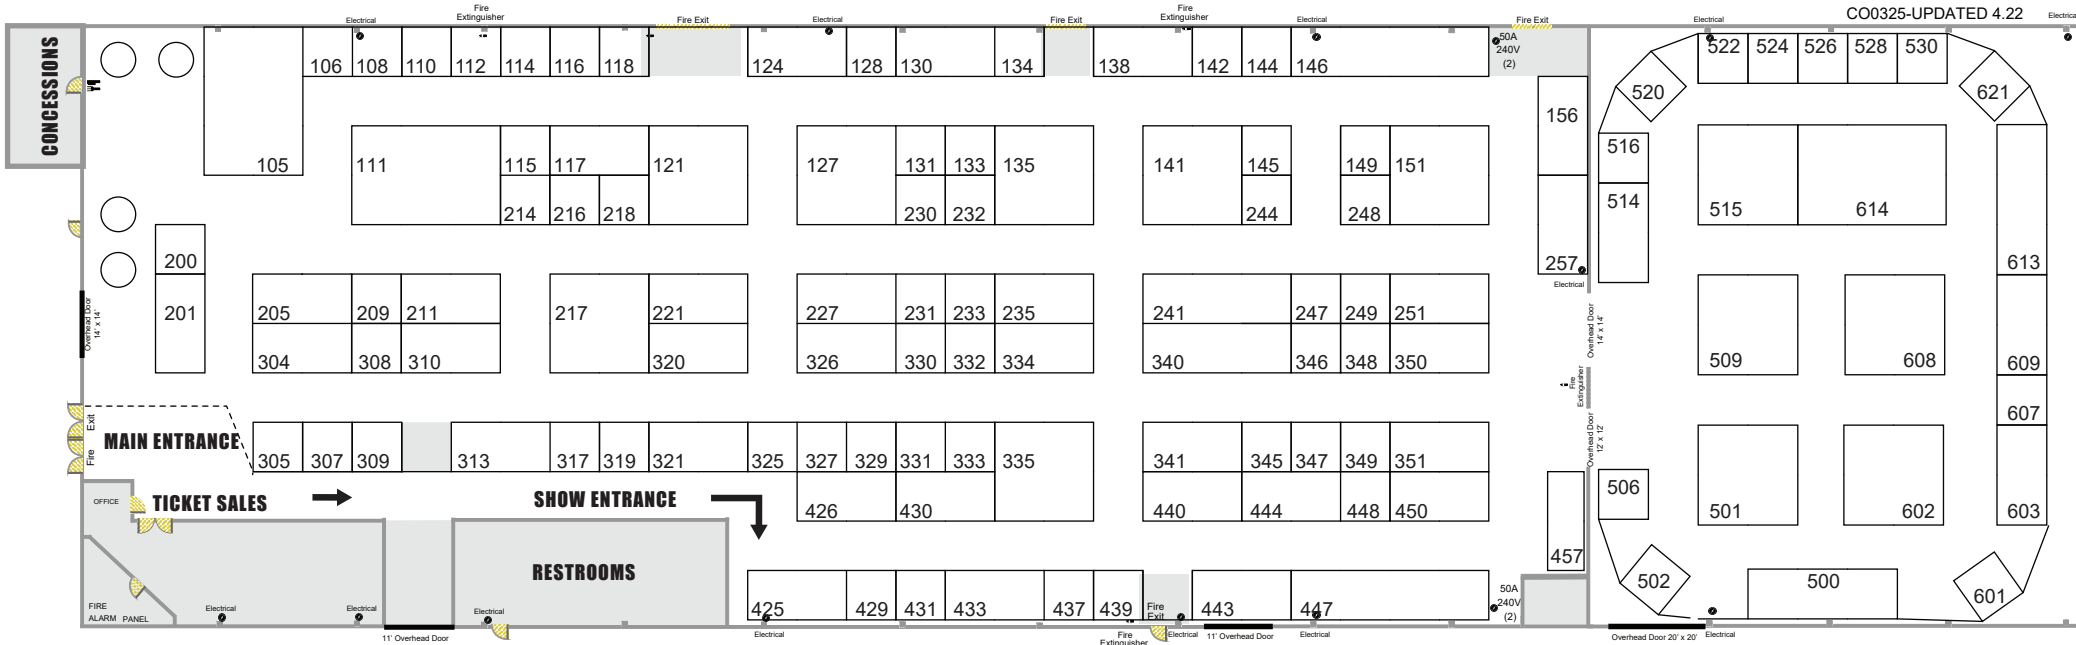 CO0325-UPDATED 4.22
Electrical
Fire
Extinguisher
Fire Exit
Electrical
Fire Exit
Fire
Extinguisher
Electrical
Fire Exit
Electrical
Electrical
CONCESSIONS
106 108 110 112 114 116 118 124 128 130 134 138 142 144 146
50A
240V
(2)
522 524 526 528 530
520 621
156
105 111 115 117 121 127 131 133 135 141 145 149 151
516
214 216 218 230 232 244 248
514 515 614
200
257
Electrical
613
201 205 209 211 217 221 227 231 233 235 241 247 249 251
Overhead Door
14' x 14'
Overhead Door
14' x 14'
304 308 310 320 326 330 332 334 340 346 348 350
509 608 609
Fire
Extinguisher
607
Fire Exit
MAIN ENTRANCE
305 307 309 313 317 319 321 325 327 329 331 333 335 341 345 347 349 351
Overhead Door
12' x 12'
OFFICE
TICKET SALES
SHOW ENTRANCE
426 430 440 444 448 450
506 501 602 603
RESTROOMS
457
502 500 601
FIRE
ALARM PANEL
Electrical
Electrical
Electrical
425 429 431 433 437 439 443 447
Fire
Exit
50A
240V
(2)
11' Overhead Door
Electrical
Fire
Extinguisher
Electrical
11' Overhead Door
Electrical
Overhead Door 20' x 20'
Electrical